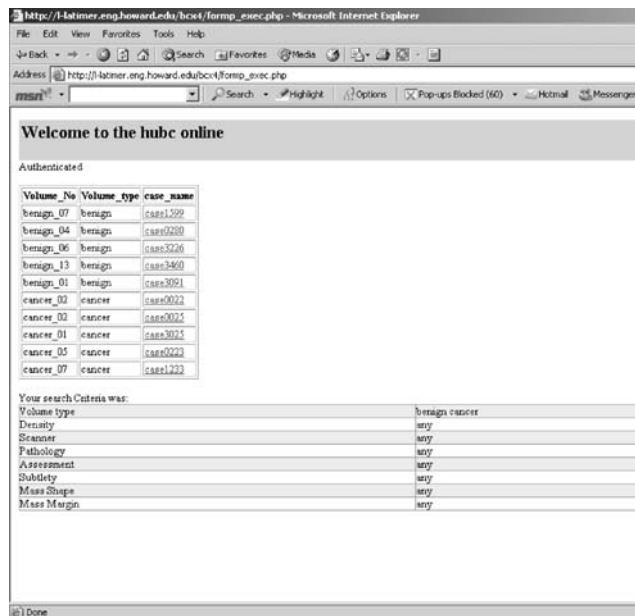 http://l-latimer.eng.howard.edu/bcx4/formp_exec.php - Microsoft Internet Explorer
File Edit View Favorites Tools Help
Back Search Favorites Media
Address http://l-latimer.eng.howard.edu/bcx4/formp_exec.php
msn Search Highlight Options Pop-ups Blocked (60) Hotmail Messenger
Welcome to the hubc online
Authenticated
Volume_No Volume_type case_name
benign_07 benign case1599
benign_04 benign case0280
benign_06 benign case3226
benign_13 benign case3460
benign_01 benign case3091
cancer_02 cancer case0022
cancer_02 cancer case0025
cancer_01 cancer case3025
cancer_05 cancer case0223
cancer_07 cancer case1233
Your search Criteria was:
Volume type benign cancer
Density any
Scanner any
Pathology any
Assessment any
Subtlety any
Mass Shape any
Mass Margin any
Done